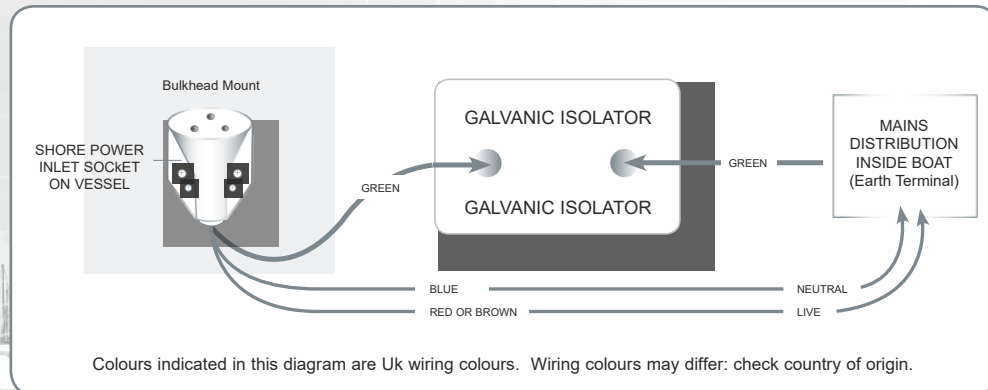 Bulkhead Mount
SHORE POWER
INLET SOCkET
ON VESSEL
GREEN
GALVANIC ISOLATOR
GALVANIC ISOLATOR
GREEN
MAINS
DISTRIBUTION
INSIDE BOAT
(Earth Terminal)
BLUE
NEUTRAL
RED OR BROWN
LIVE
Colours indicated in this diagram are Uk wiring colours. Wiring colours may differ: check country of origin.